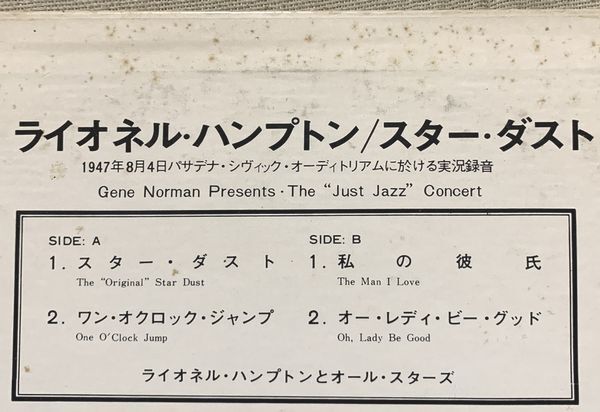 ライオネル・ハンプトン/スター・ダスト
1947年8月4日パサデナ・シヴィック・オーディトリアムに於ける実況録音
Gene Norman Presents・The "Just Jazz" Concert
SIDE: A
1. スター・ダスト
The "Original" Star Dust
2. ワン・オクロック・ジャンプ
One O'Clock Jump
SIDE: B
1. 私の彼氏
The Man I Love
2. オー・レディ・ビー・グッド
Oh, Lady Be Good
ライオネル・ハンプトンとオール・スターズ